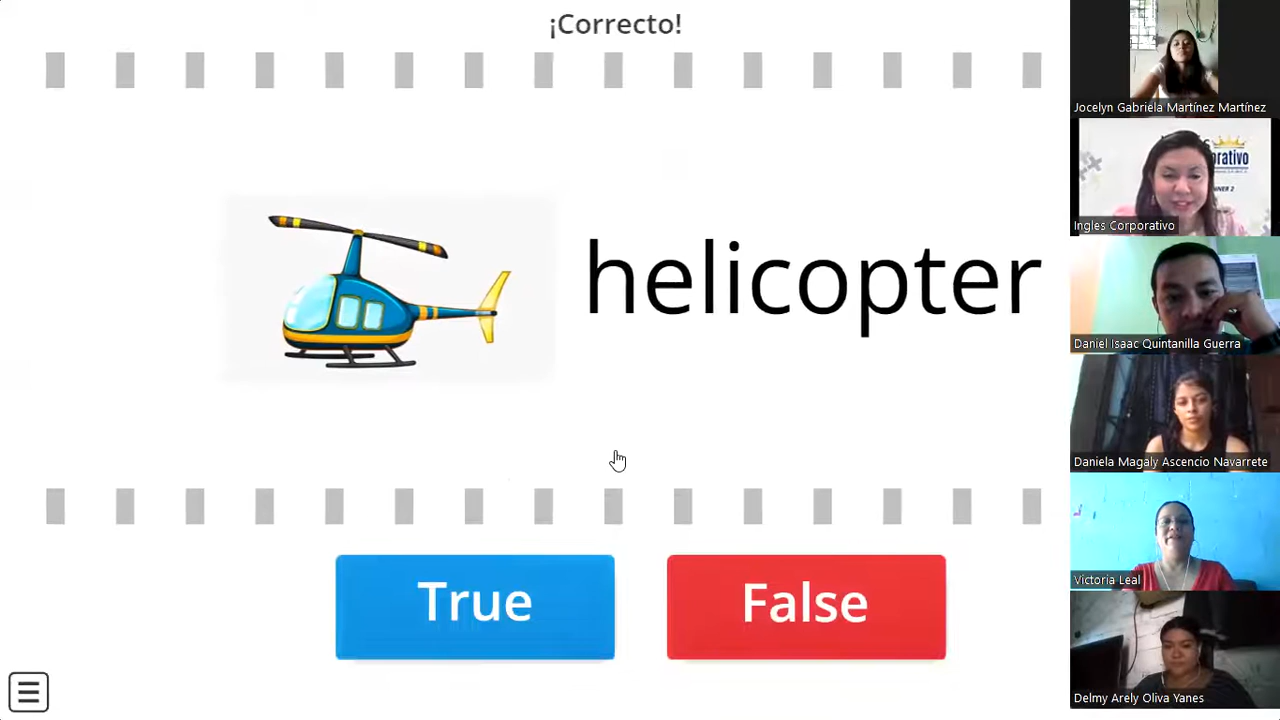 ¡Correcto!
helicopter
True
False
Jocelyn Gabriela Martínez Martínez
Ingles Corporativo
Daniel Isaac Quintanilla Guerra
Daniela Magaly Ascencio Navarrete
Victoria Leal
Delmy Arely Oliva Yanes